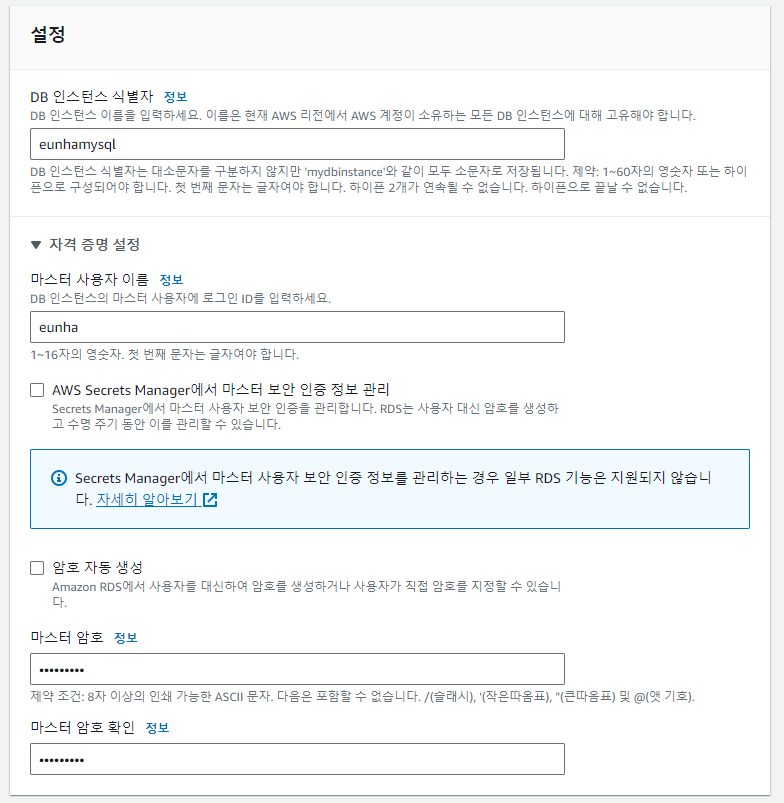 설정
DB 인스턴스 식별자 정보
DB 인스턴스 이름을 입력하세요. 이름은 현재 AWS 리전에서 AWS 계정이 소유하는 모든 DB 인스턴스에 대해 고유해야 합니다.
eunhamysql
DB 인스턴스 식별자는 대소문자를 구분하지 않지만 'mydbinstance'와 같이 모두 소문자로 저장됩니다. 제약: 1~60자의 영숫자 또는 하이
픈으로 구성되어야 합니다. 첫 번째 문자는 글자여야 합니다. 하이픈 2개가 연속될 수 없습니다. 하이픈으로 끝날 수 없습니다.
▼ 자격 증명 설정
마스터 사용자 이름 정보
DB 인스턴스의 마스터 사용자에 로그인 ID를 입력하세요.
eunha
1~16자의 영숫자. 첫 번째 문자는 글자여야 합니다.
AWS Secrets Manager에서 마스터 보안 인증 정보 관리
Secrets Manager에서 마스터 사용자 보안 인증을 관리합니다. RDS는 사용자 대신 암호를 생성하
고 수명 주기 동안 이를 관리할 수 있습니다.
Secrets Manager에서 마스터 사용자 보안 인증 정보를 관리하는 경우 일부 RDS 기능은 지원되지 않습니
다. 자세히 알아보기
암호 자동 생성
Amazon RDS에서 사용자를 대신하여 암호를 생성하거나 사용자가 직접 암호를 지정할 수 있습니
다.
마스터 암호 정보
•••••••••
제약 조건: 8자 이상의 인쇄 가능한 ASCII 문자. 다음은 포함할 수 없습니다. /(슬래시), '(작은따옴표), "(큰따옴표) 및 @(앳 기호).
마스터 암호 확인 정보
•••••••••